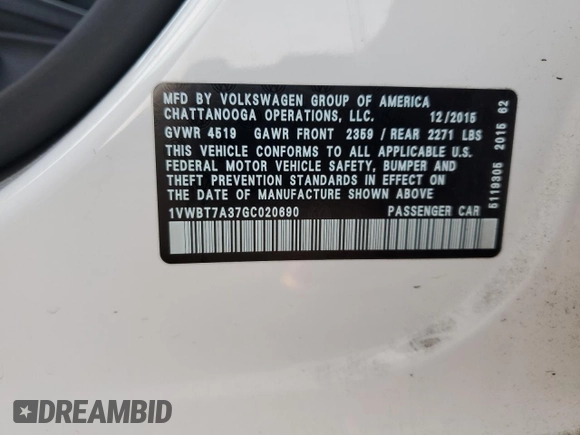 MFD BY VOLKSWAGEN GROUP OF AMERICA
CHATTANOOGA OPERATIONS, LLC. 12/2015
GVWR 4519 GAWR FRONT 2359 / REAR 2271 LBS
THIS VEHICLE CONFORMS TO ALL APPLICABLE U.S.
FEDERAL MOTOR VEHICLE SAFETY, BUMPER AND
THEFT PREVENTION STANDARDS IN EFFECT ON
THE DATE OF MANUFACTURE SHOWN ABOVE
1VWBT7A37GC020690 PASSENGER CAR
5119305 2015 62
DREAMBID